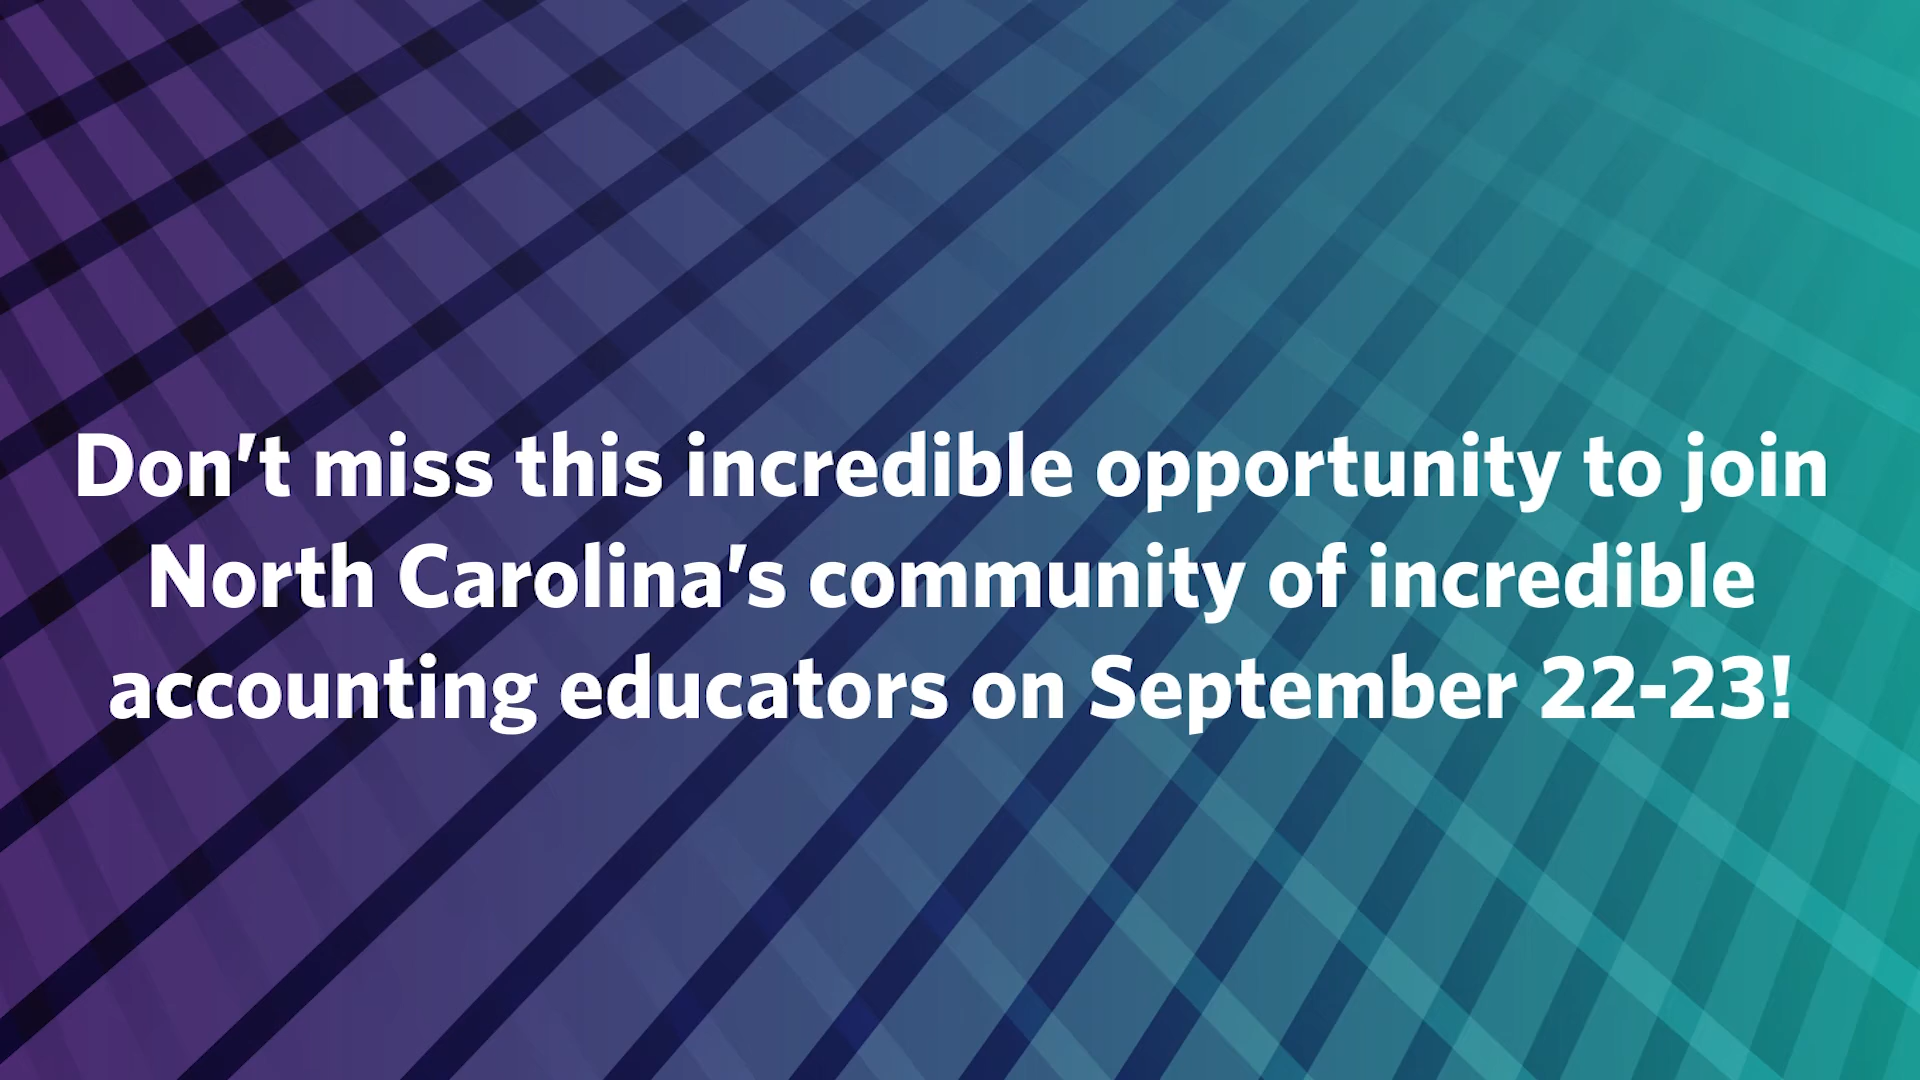 Don't miss this incredible opportunity to join
North Carolina's community of incredible
accounting educators on September 22-23!